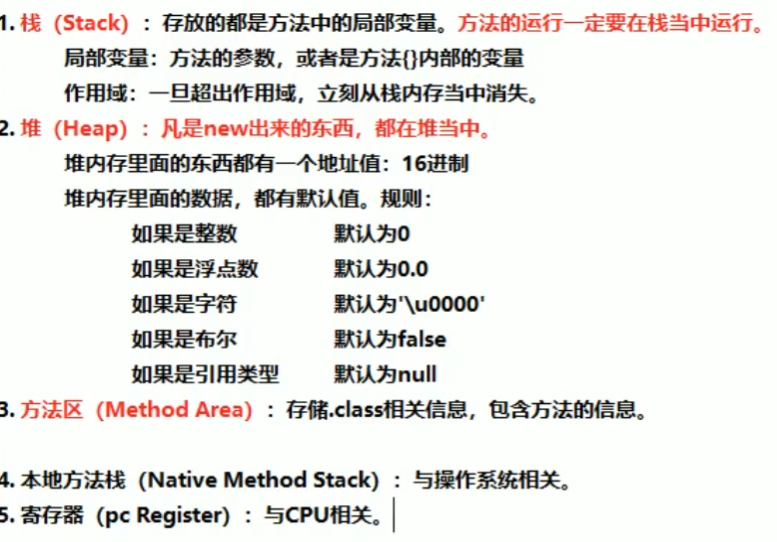 1. 栈（Stack）：存放的都是方法中的局部变量。方法的运行一定要在栈当中运行。
局部变量：方法的参数，或者是方法{}内部的变量
作用域：一旦超出作用域，立刻从栈内存当中消失。
2. 堆（Heap）：凡是new出来的东西，都在堆当中。
堆内存里面的东西都有一个地址值：16进制
堆内存里面的数据，都有默认值。规则：
如果是整数 默认为0
如果是浮点数 默认为0.0
如果是字符 默认为'\u0000'
如果是布尔 默认为false
如果是引用类型 默认为null
3. 方法区（Method Area）：存储.class相关信息，包含方法的信息。
4. 本地方法栈（Native Method Stack）：与操作系统相关。
5. 寄存器（pc Register）：与CPU相关。